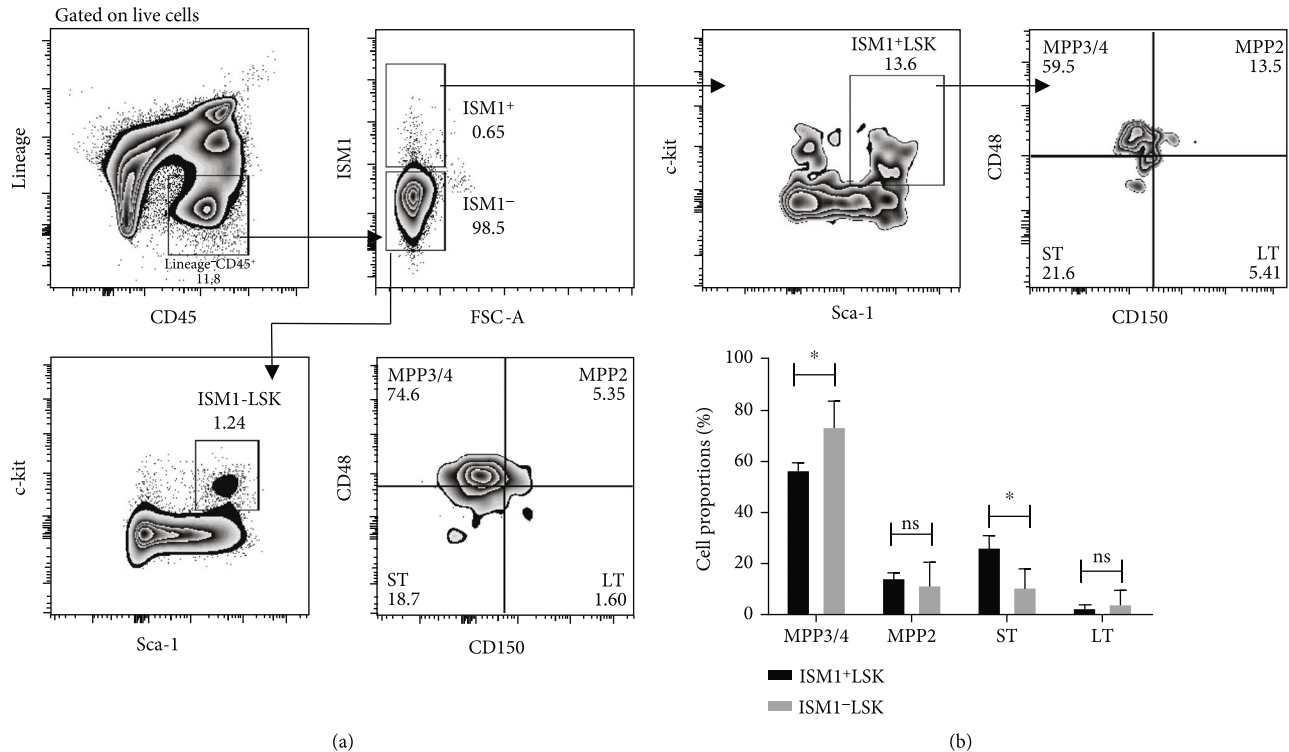 (a)
Gated on live cells
Lineage
Lineage⁻CD45⁺
11,8
CD45
ISM1
ISM1⁺
0.65
ISM1⁻
98.5
FSC-A
c-kit
ISM1⁺LSK
13.6
Sca-1
CD48
MPP3/4
59.5
MPP2
13.5
ST
21.6
LT
5.41
CD150
c-kit
ISM1-LSK
1.24
Sca-1
CD48
MPP3/4
74.6
MPP2
5.35
ST
18.7
LT
1.60
CD150
Cell proportions (%)
100
80
60
40
20
0
*
ns
*
ns
MPP3/4
MPP2
ST
LT
ISM1⁺LSK
ISM1⁻LSK
(a)
(b)